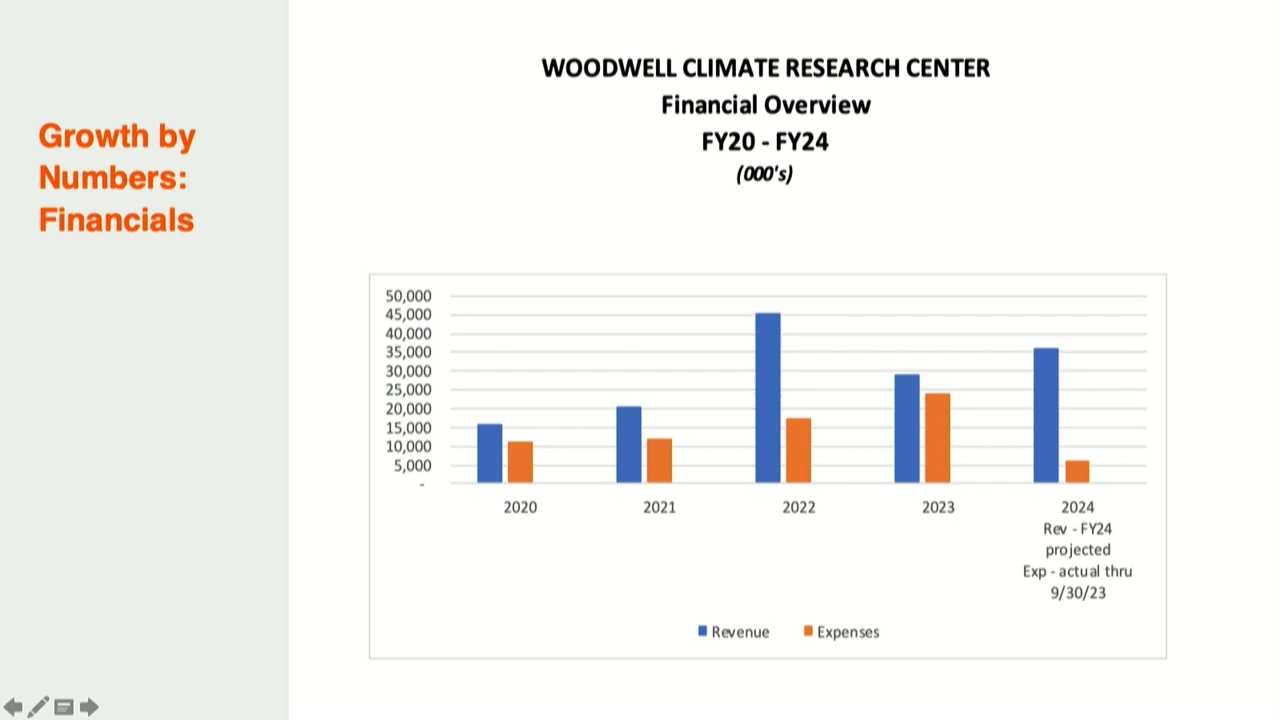 Growth by
Numbers:
Financials
WOODWELL CLIMATE RESEARCH CENTER
Financial Overview
FY20 - FY24
(000's)
50,000
45,000
40,000
35,000
30,000
25,000
20,000
15,000
10,000
5,000
-
2020 2021 2022 2023 2024
Rev - FY24
projected
Exp - actual thru
9/30/23
Revenue Expenses